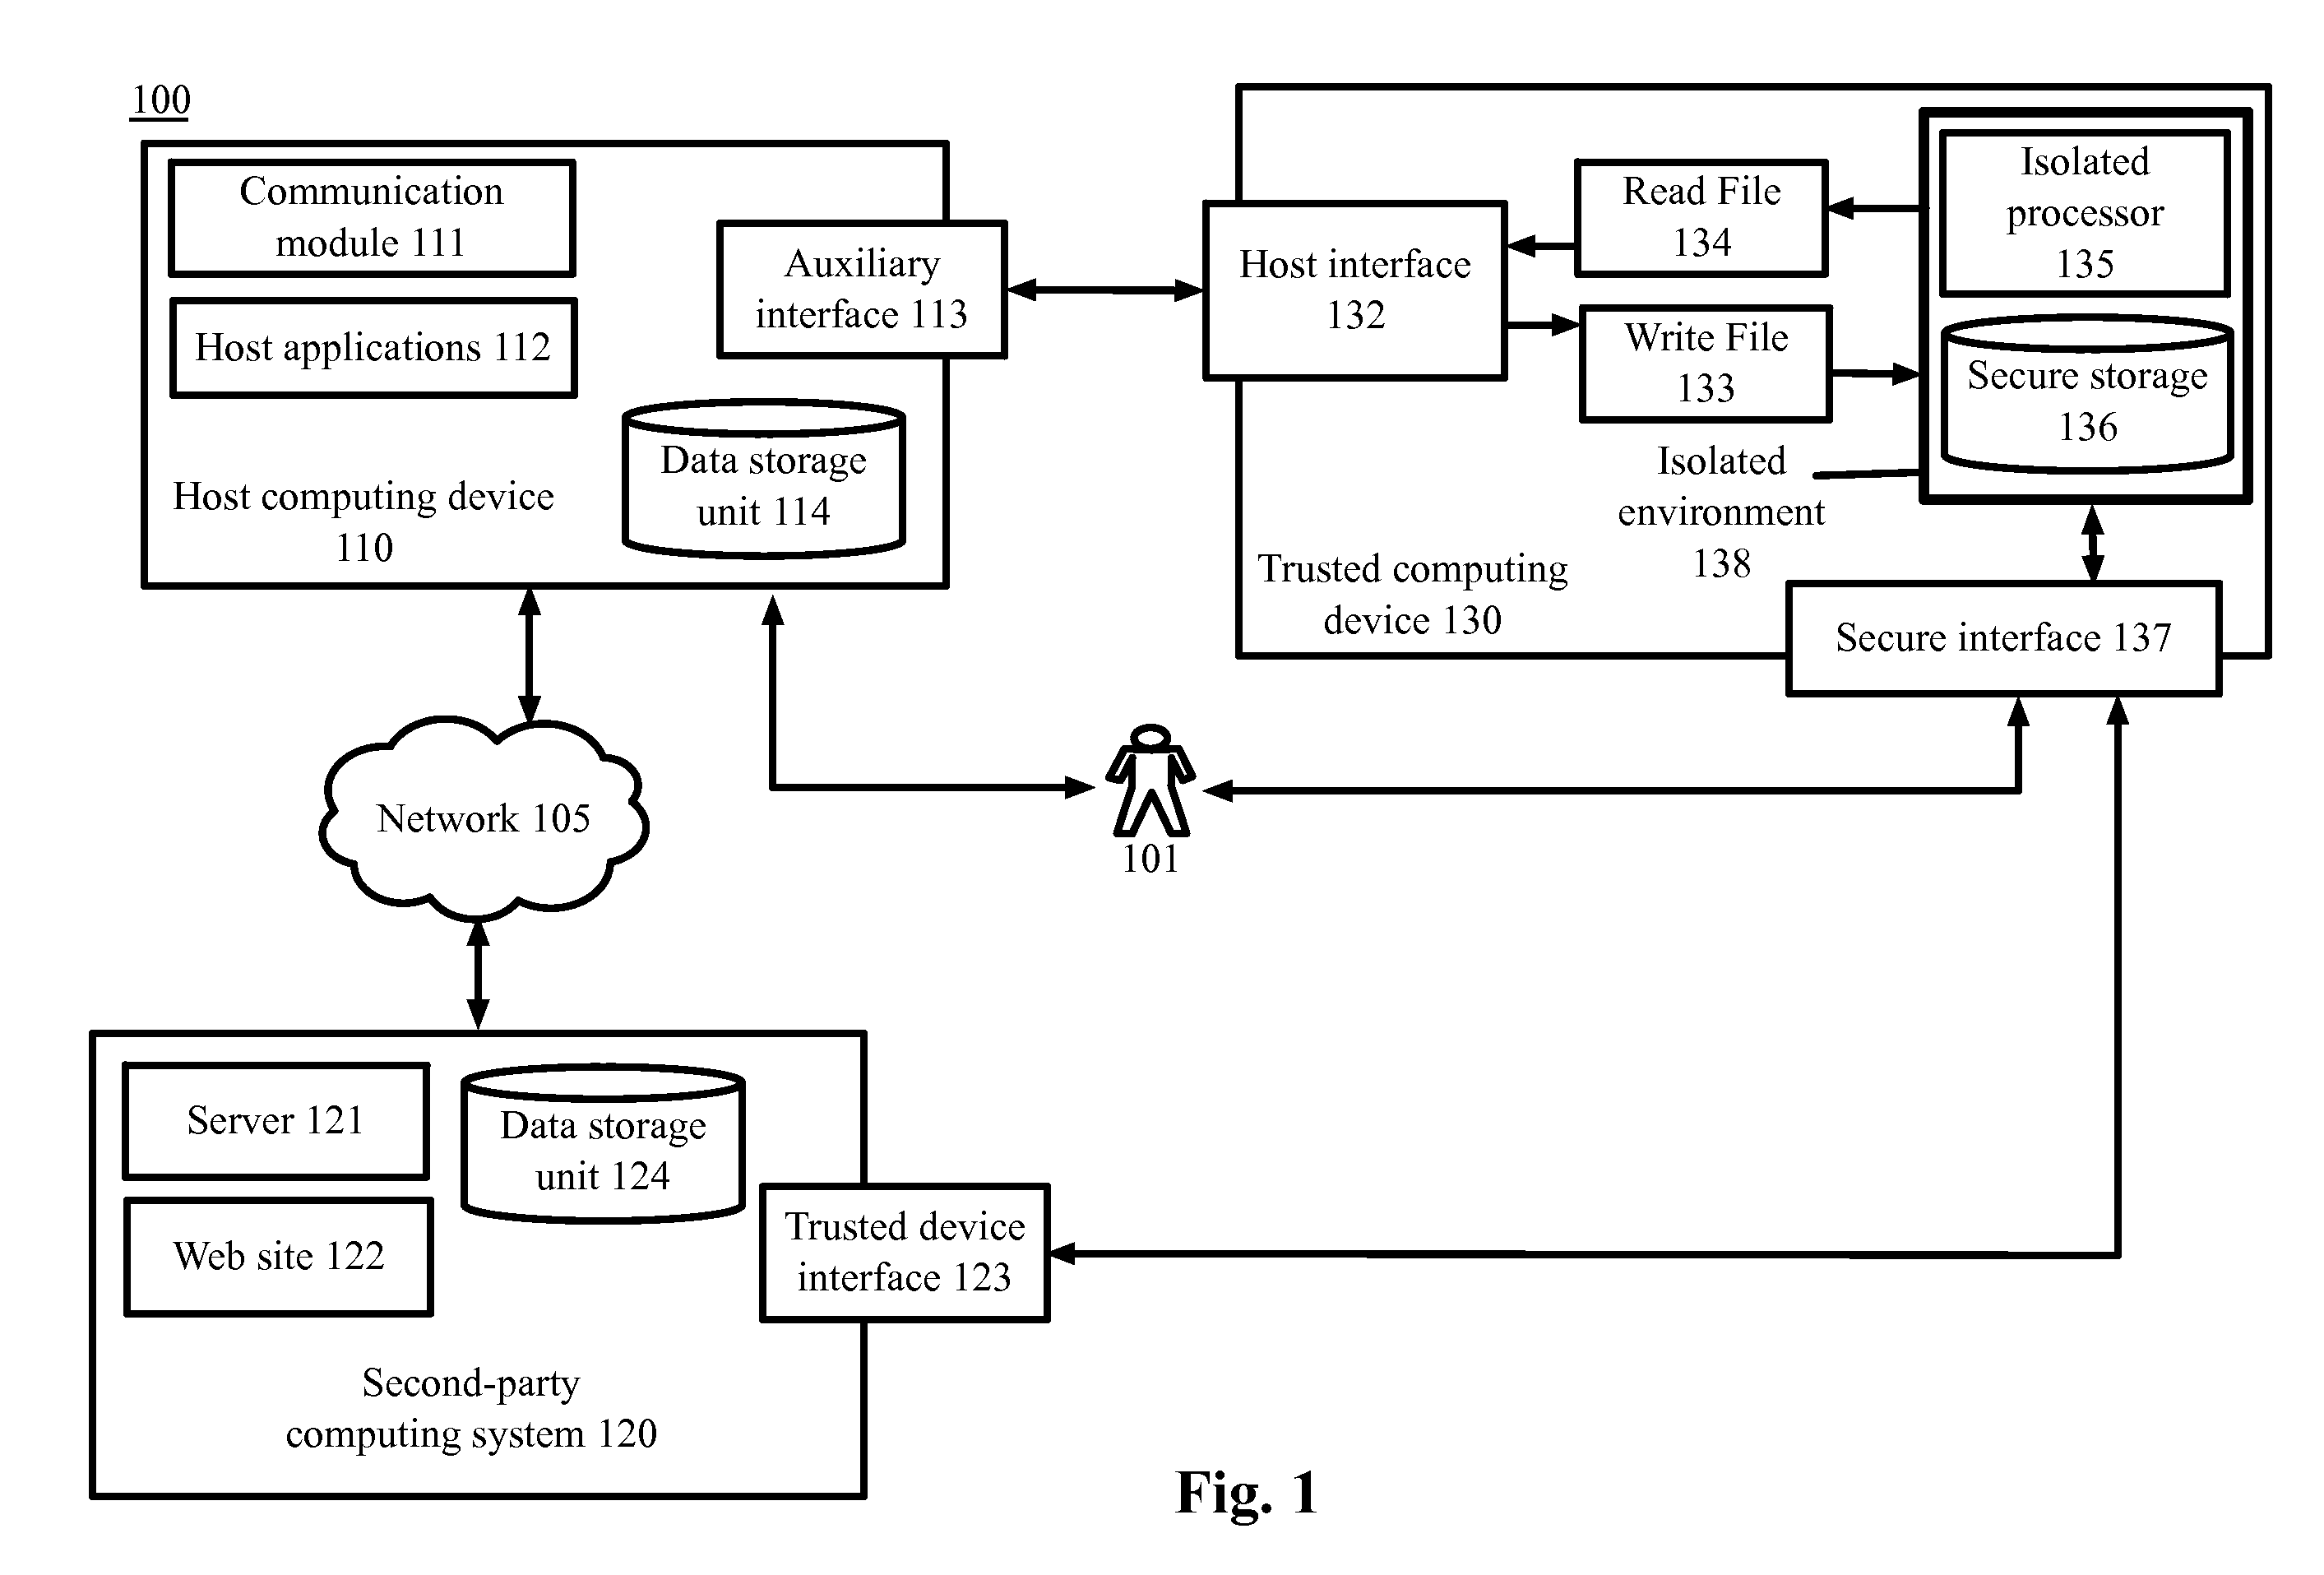 100
Communication
module 111
Host applications 112
Auxiliary
interface 113
Data storage
unit 114
Host computing device
110
Host interface
132
Read File
134
Write File
133
Isolated
processor
135
Secure storage
136
Isolated
environment
138
Trusted computing
device 130
Secure interface 137
Network 105
101
Server 121
Web site 122
Data storage
unit 124
Trusted device
interface 123
Second-party
computing system 120
Fig. 1